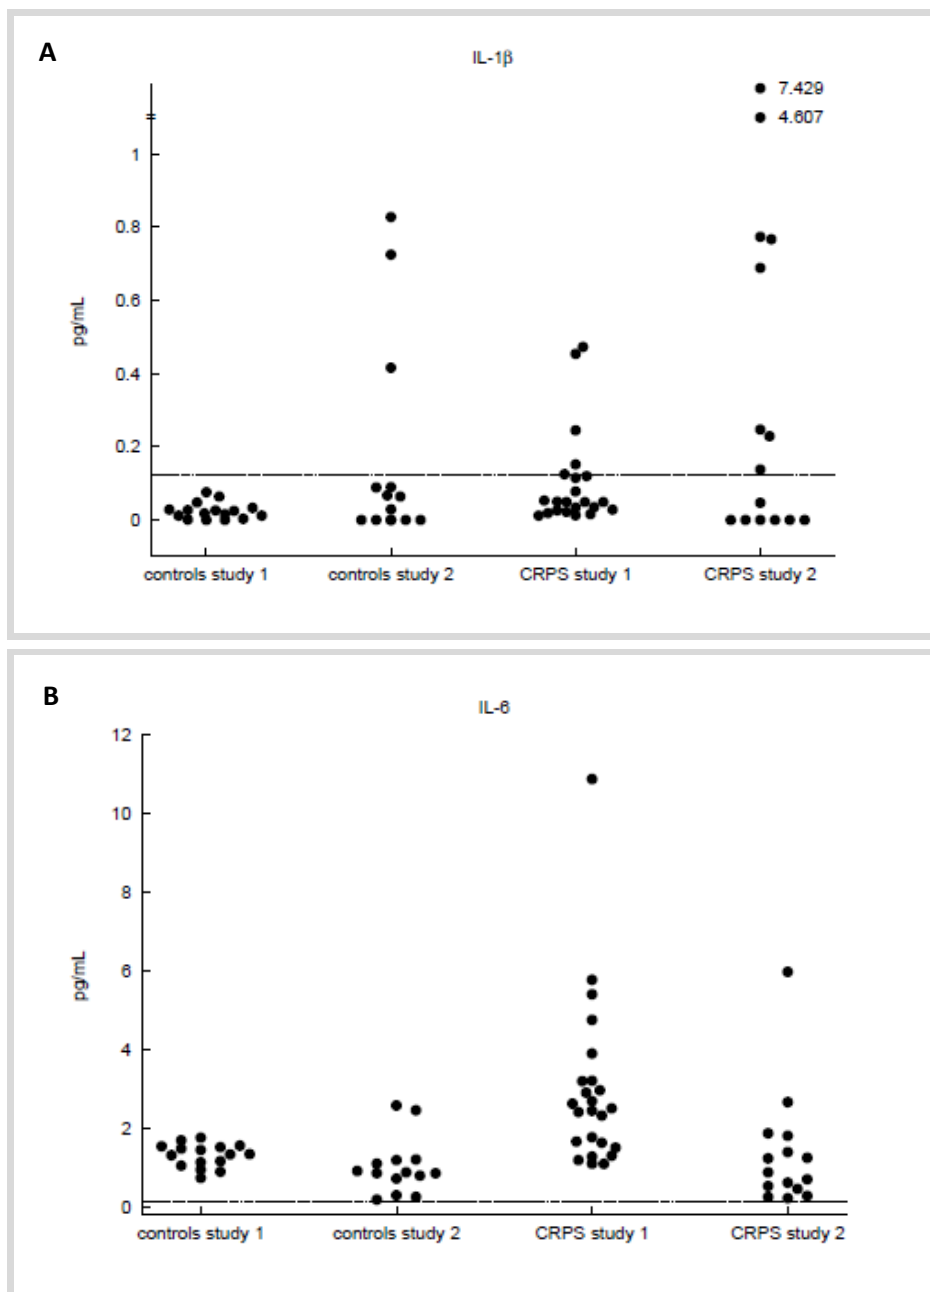 A
IL-1β
7.429
4.607
=
1
0.8
0.6
0.4
0.2
0
pg/mL
controls study 1 controls study 2 CRPS study 1 CRPS study 2
B
IL-6
12
10
8
6
4
2
0
pg/mL
controls study 1 controls study 2 CRPS study 1 CRPS study 2